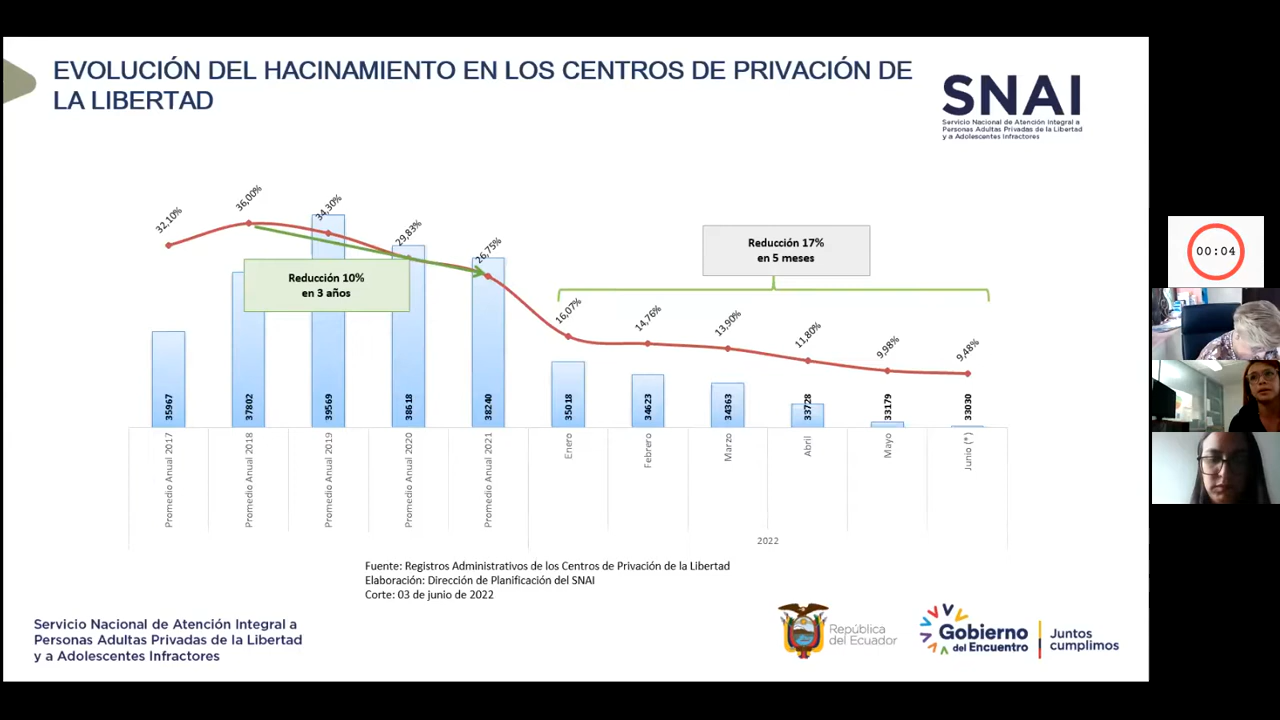 EVOLUCIÓN DEL HACINAMIENTO EN LOS CENTROS DE PRIVACIÓN DE
LA LIBERTAD
SNAI
Servicio Nacional de Atención Integral a
Personas Adultas Privadas de la Libertad
y a Adolescentes Infractores
32,10%
36,00%
34,30%
29,83%
26,75%
16,07%
14,76%
13,90%
11,80%
9,98%
9,48%
Reducción 10%
en 3 años
Reducción 17%
en 5 meses
00:04
35967
37802
39569
38618
38240
35018
34623
34363
33728
33179
33030
Promedio Anual 2017
Promedio Anual 2018
Promedio Anual 2019
Promedio Anual 2020
Promedio Anual 2021
Enero
Febrero
Marzo
Abril
Mayo
Junio (*)
2022
Fuente: Registros Administrativos de los Centros de Privación de la Libertad
Elaboración: Dirección de Planificación del SNAI
Corte: 03 de junio de 2022
Servicio Nacional de Atención Integral a
Personas Adultas Privadas de la Libertad
y a Adolescentes Infractores
República
del Ecuador
Gobierno
del Encuentro
Juntos
cumplimos